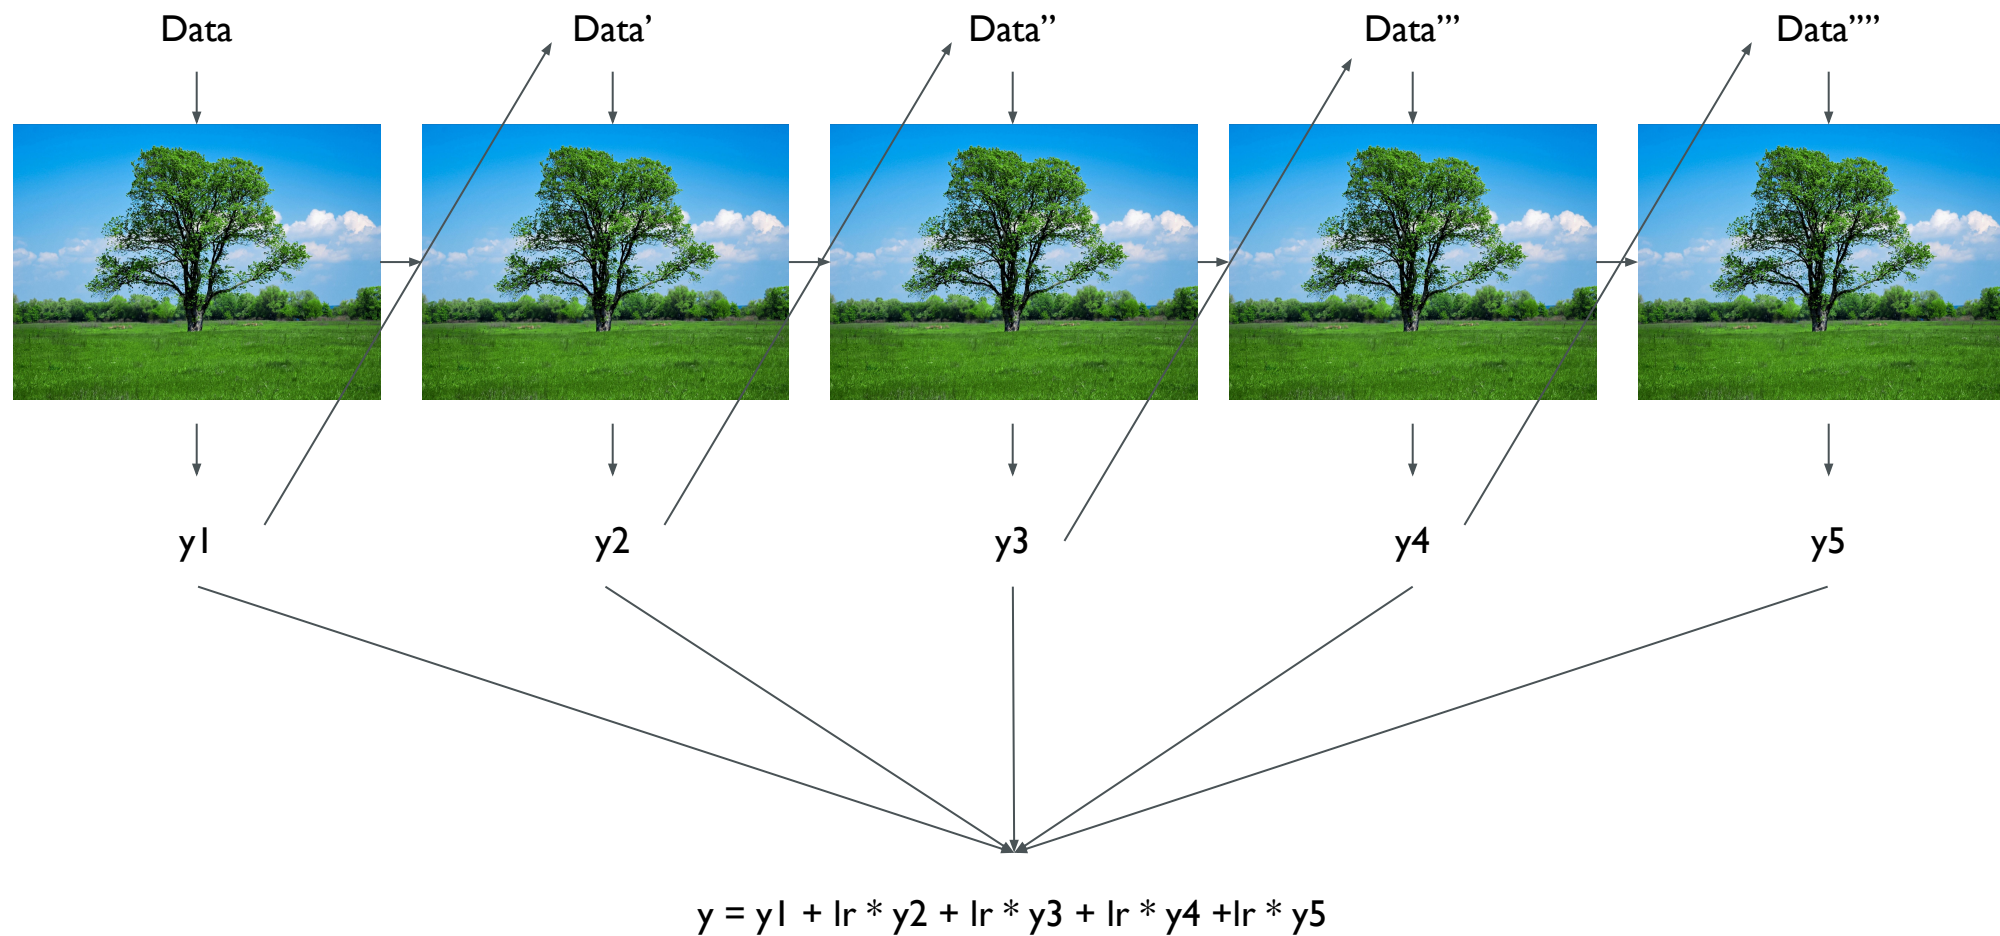 Data Data’ Data’’ Data’’’ Data’’’’
y1 y2 y3 y4 y5
y = y1 + lr * y2 + lr * y3 + lr * y4 +lr * y5